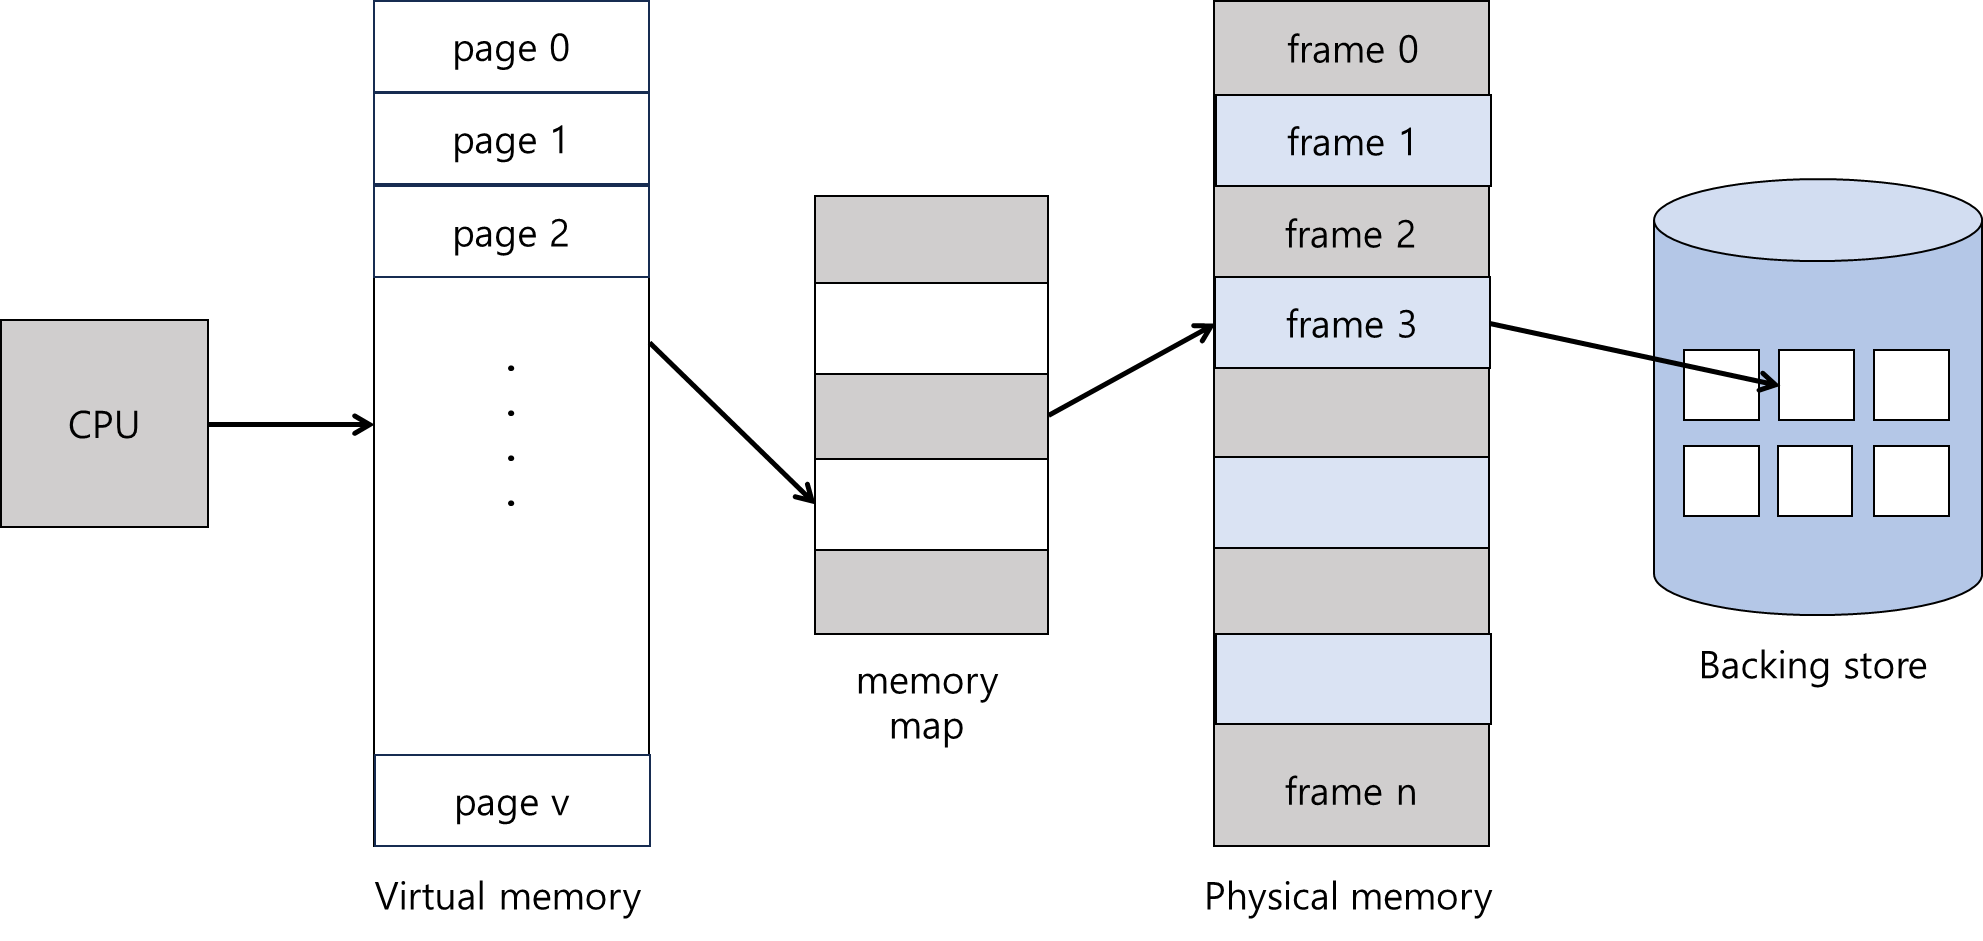 CPU
page 0
page 1
page 2
page v
Virtual memory
memory
map
frame 0
frame 1
frame 2
frame 3
frame n
Physical memory
Backing store